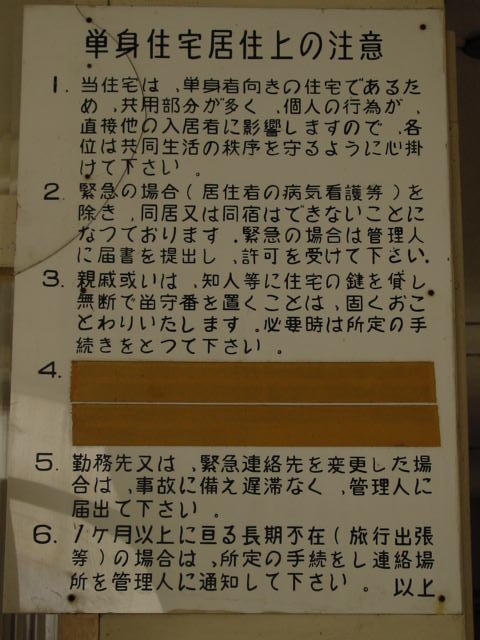 単身住宅居住上の注意
1. 当住宅は、単身者向きの住宅であるた
め、共用部分が多く、個人の行為が、
直接他の入居者に影響しますので、各
位は共同生活の秩序を守るように心掛
けて下さい。
2. 緊急の場合(居住者の病気看護等)を
除き、同居又は同宿はできないことに
なつております。緊急の場合は管理人
に届書を提出し、許可を受けて下さい。
3. 親戚或いは、知人等に住宅の鍵を貸し
無断で留守番を置くことは、固くおこ
とわりいたします。必要時は所定の手
続きをとつて下さい。
4.
5. 勤務先又は、緊急連絡先を変更した場
合は、事故に備え遅滞なく、管理人に
届出て下さい。
6. 1ケ月以上に亘る長期不在(旅行出張
等)の場合は、所定の手続をし連絡場
所を管理人に通知して下さい。以上